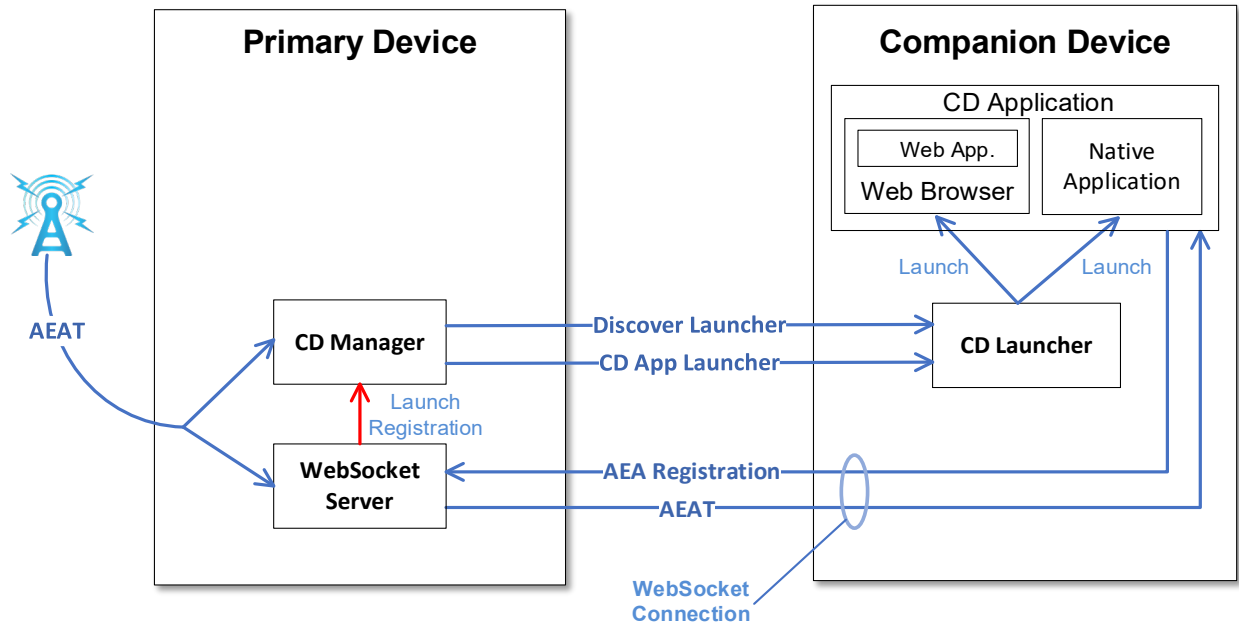 Primary Device
Companion Device
CD Application
Web App.
Web Browser
Native
Application
Launch
Launch
AEAT
CD Manager
Discover Launcher
CD App Launcher
CD Launcher
Launch
Registration
WebSocket
Server
AEA Registration
AEAT
WebSocket
Connection